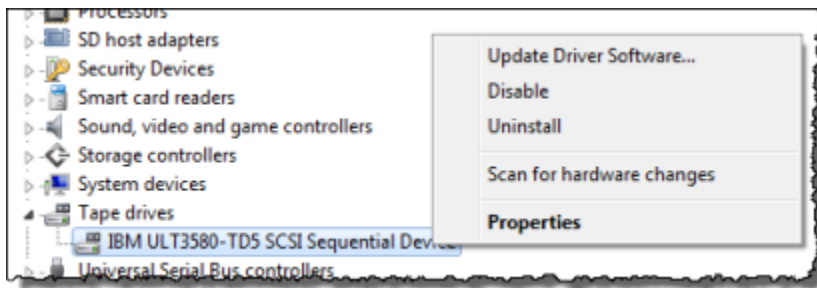 Processors
SD host adapters
Security Devices
Smart card readers
Sound, video and game controllers
Storage controllers
System devices
Tape drives
IBM ULT3580-TD5 SCSI Sequential Device
Universal Serial Bus controllers
Update Driver Software...
Disable
Uninstall
Scan for hardware changes
Properties